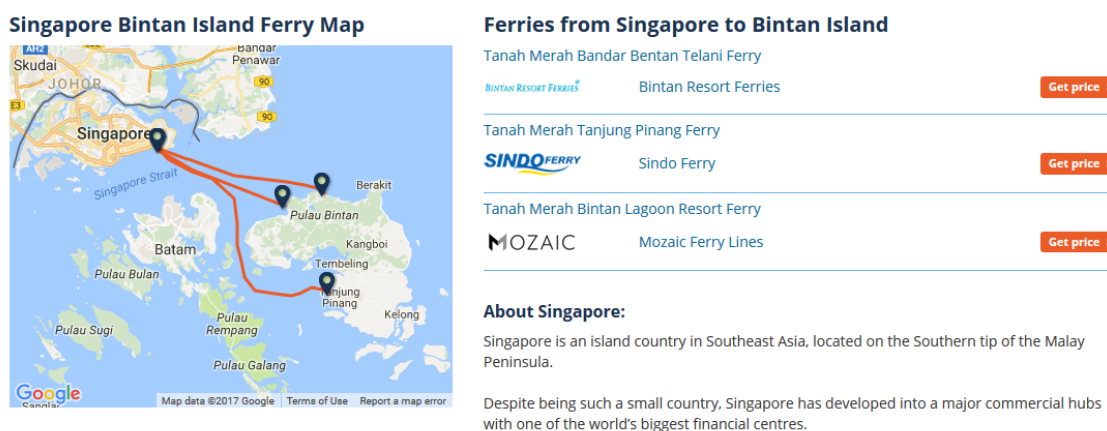 Singapore Bintan Island Ferry Map
AH2
Skudai
Bandar
Penawar
JOHOR
90
E3
90
Singapore
Singapore Strait
Berakit
Pulau Bintan
Batam
Kangboi
Tembeling
Pulau Bulan
Tanjung
Pinang
Kelong
Pulau
Rempang
Pulau Sugi
Pulau Galang
Google
Map data ©2017 Google
Terms of Use
Report a map error
Ferries from Singapore to Bintan Island
Tanah Merah Bandar Bentan Telani Ferry
BINTAN RESORT FERRIES
Bintan Resort Ferries
Get price
Tanah Merah Tanjung Pinang Ferry
SINDOFERRY
Sindo Ferry
Get price
Tanah Merah Bintan Lagoon Resort Ferry
MOZAIC
Mozaic Ferry Lines
Get price
About Singapore:
Singapore is an island country in Southeast Asia, located on the Southern tip of the Malay
Peninsula.
Despite being such a small country, Singapore has developed into a major commercial hubs
with one of the world's biggest financial centres.